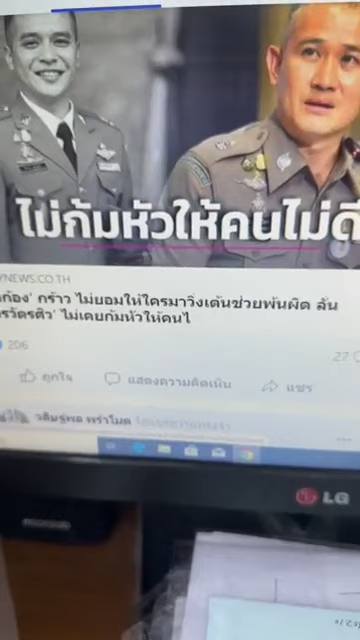 ไม่ก้มหัวให้คนไม่ดี
NEWS.CO.TH
ก้อง' กร้าว ไม่ยอมให้ใครมาวิ่งเต้นช่วยพ้นผิด ลั่น
'ไม่เคยก้มหัวให้คนไ
206
27
ถูกใจ
แสดงความคิดเห็น
แชร์
LG